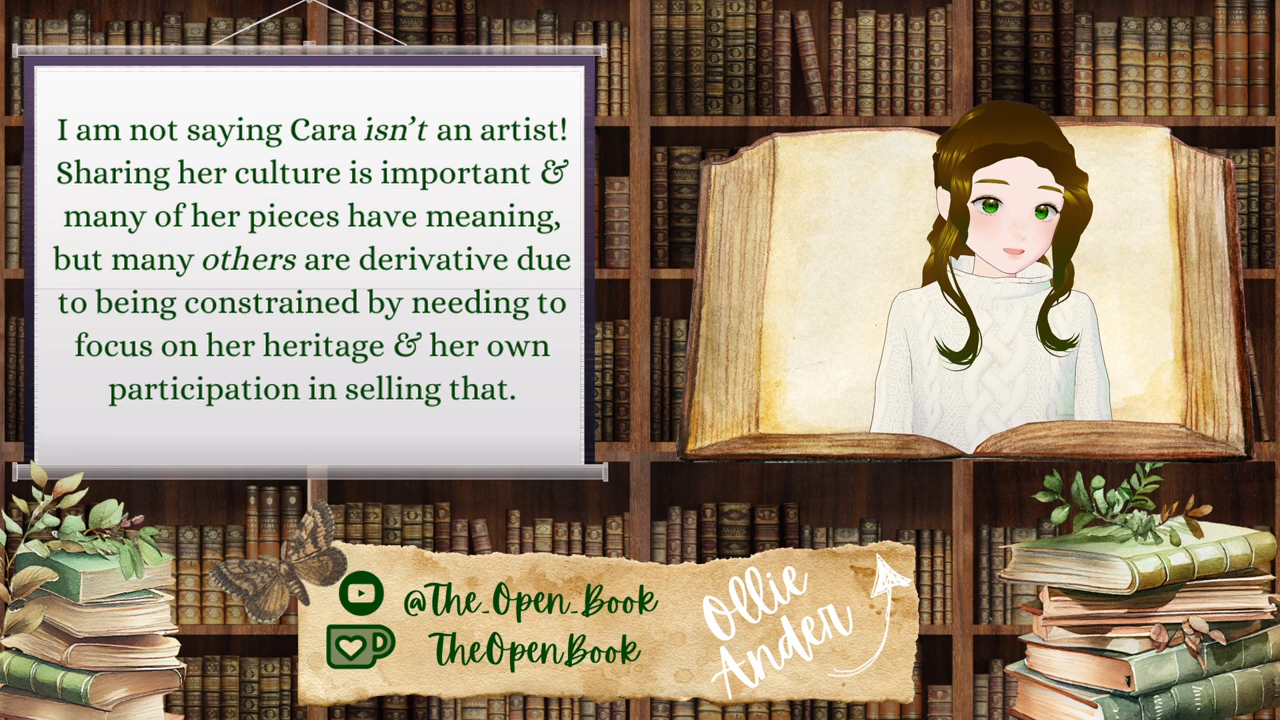 I am not saying Cara isn't an artist!
Sharing her culture is important &
many of her pieces have meaning,
but many others are derivative due
to being constrained by needing to
focus on her heritage & her own
participation in selling that.
@The_Open_Book
TheOpenBook
Ollie
Ander